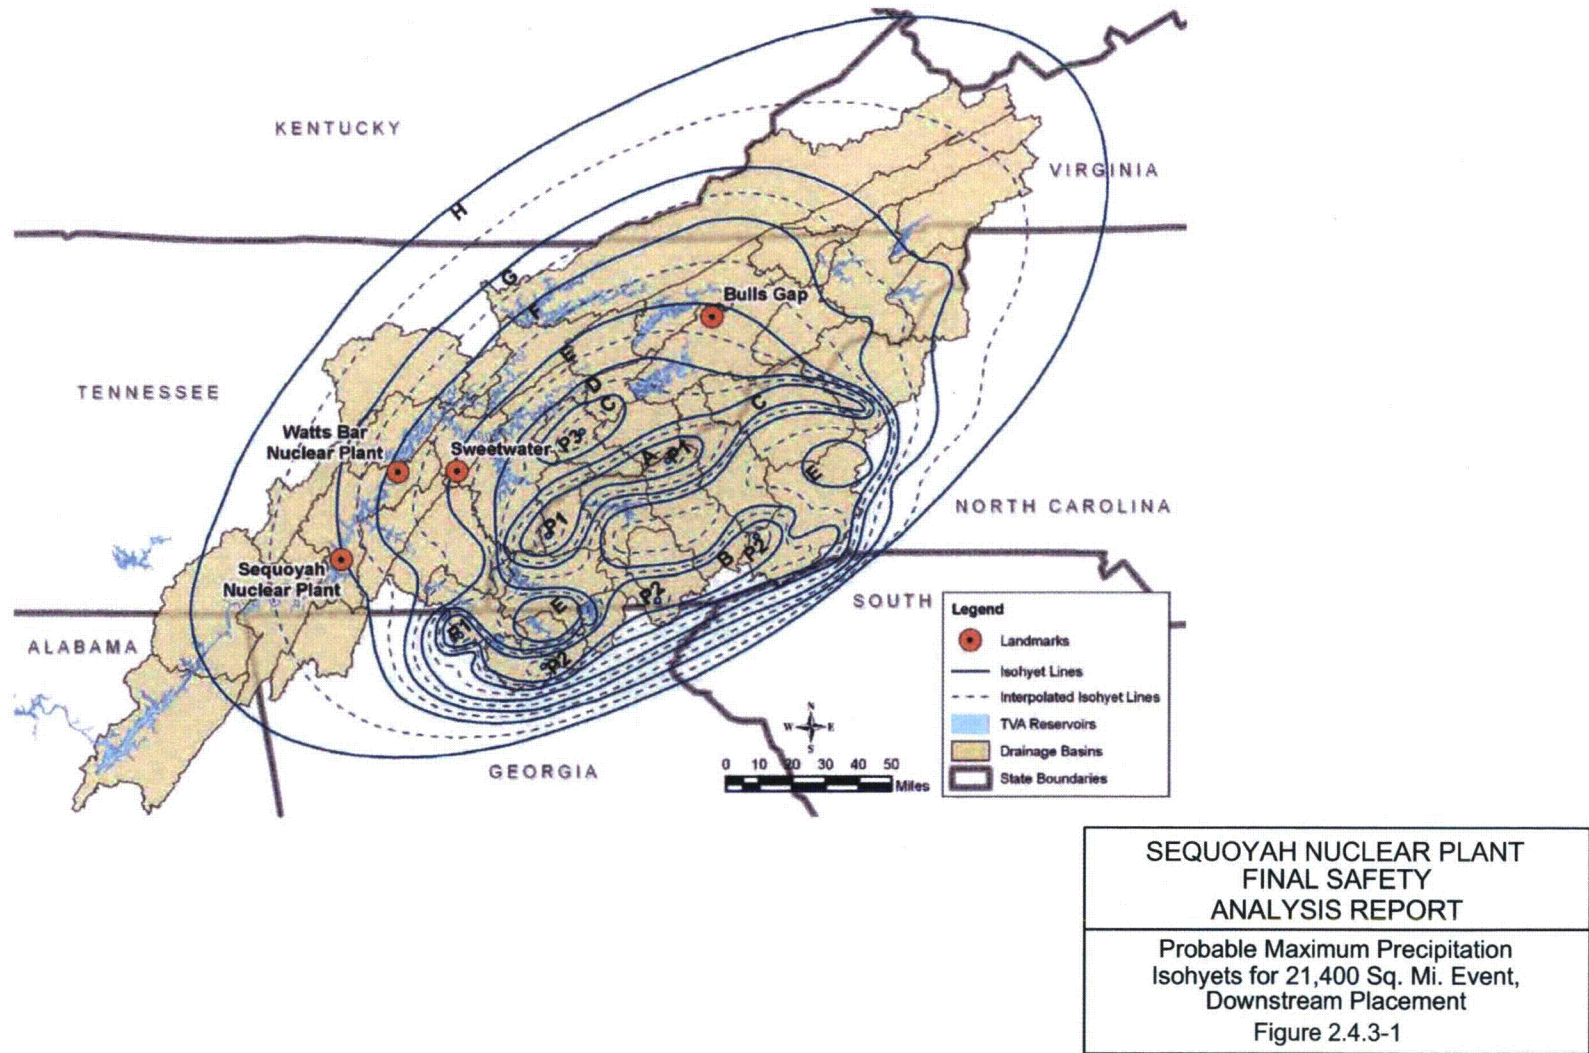 KENTUCKY
VIRGINIA
H
G
F
Bulls Gap
E
D
C
C
TENNESSEE
Watts Bar
Nuclear Plant
Sweetwater
P3
A
P1
E
NORTH CAROLINA
P1
B
P2
Sequoyah
Nuclear Plant
P2
E
SOUTH
ALABAMA
P1
P2
GEORGIA
N
W E
S
0 10 20 30 40 50
Miles
Legend
Landmarks
Isohyet Lines
Interpolated Isohyet Lines
TVA Reservoirs
Drainage Basins
State Boundaries
SEQUOYAH NUCLEAR PLANT
FINAL SAFETY
ANALYSIS REPORT
Probable Maximum Precipitation
Isohyets for 21,400 Sq. Mi. Event,
Downstream Placement
Figure 2.4.3-1